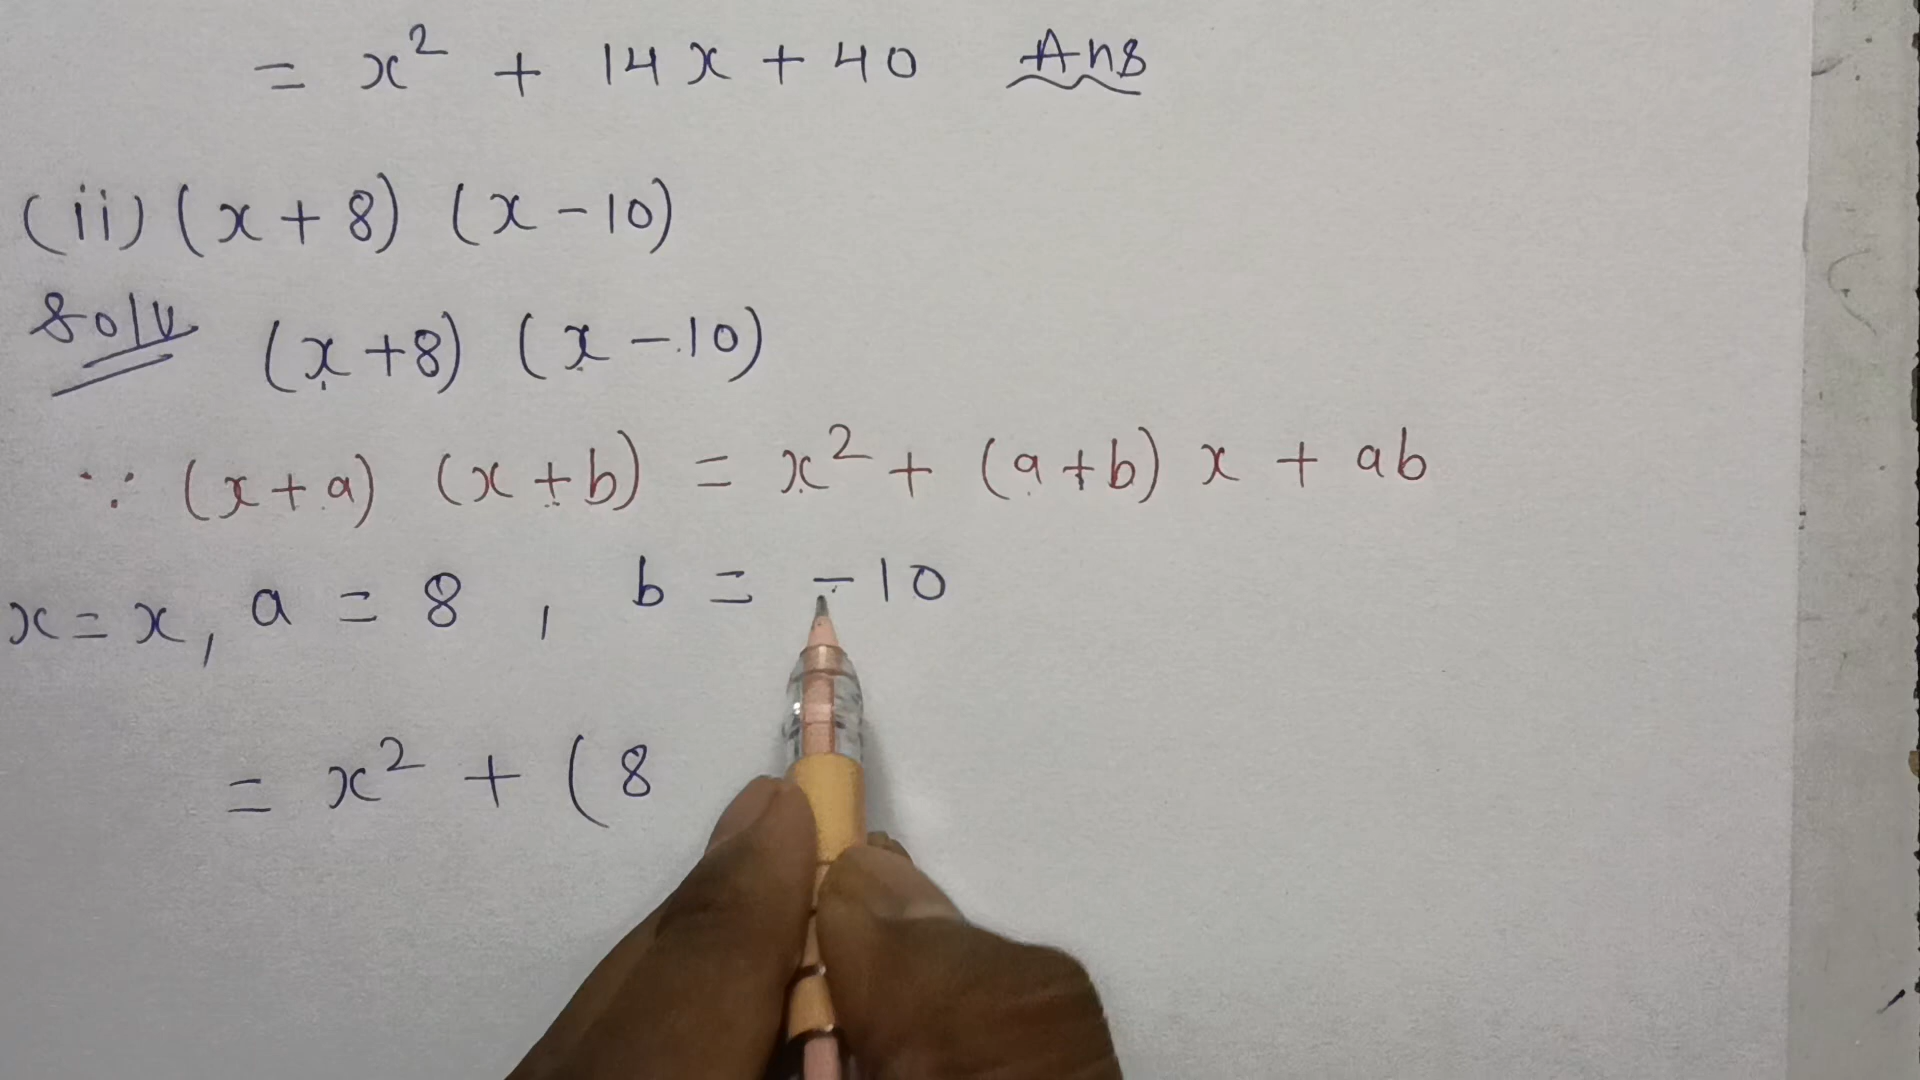 = x² + 14x + 40 Ans
(ii) (x + 8) (x - 10)
Solu (x + 8) (x - 10)
∵ (x + a) (x + b) = x² + (a + b) x + ab
x = x, a = 8, b = -10
= x² + (8